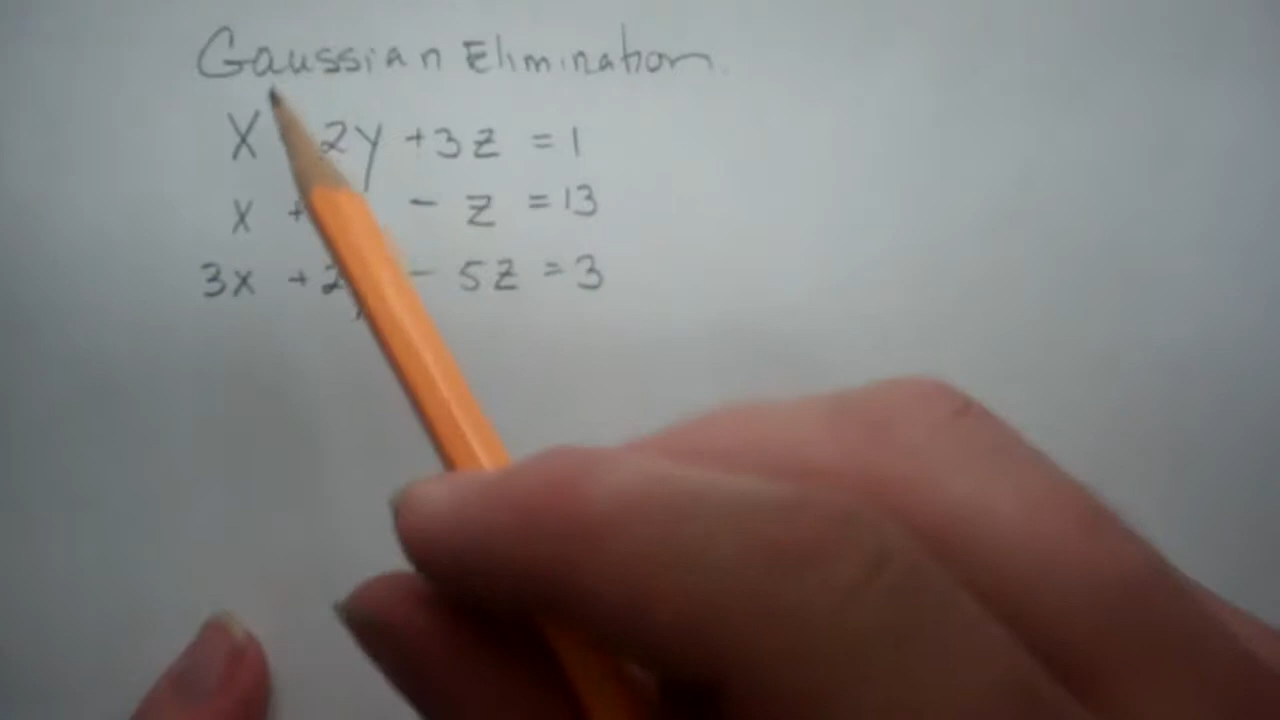 Gaussian Elimination
X 2y +3z = 1
x + - z = 13
3x + 2 - 5z = 3